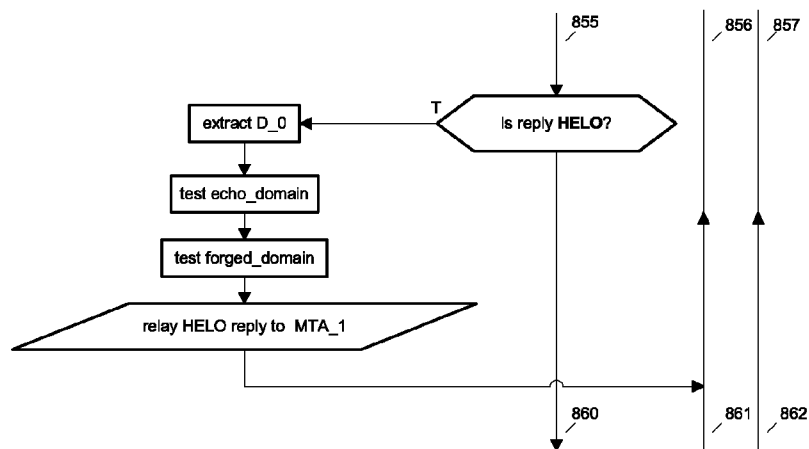 855
856
857
T
extract D_0
Is reply HELO?
test echo_domain
test forged_domain
relay HELO reply to MTA_1
860
861
862